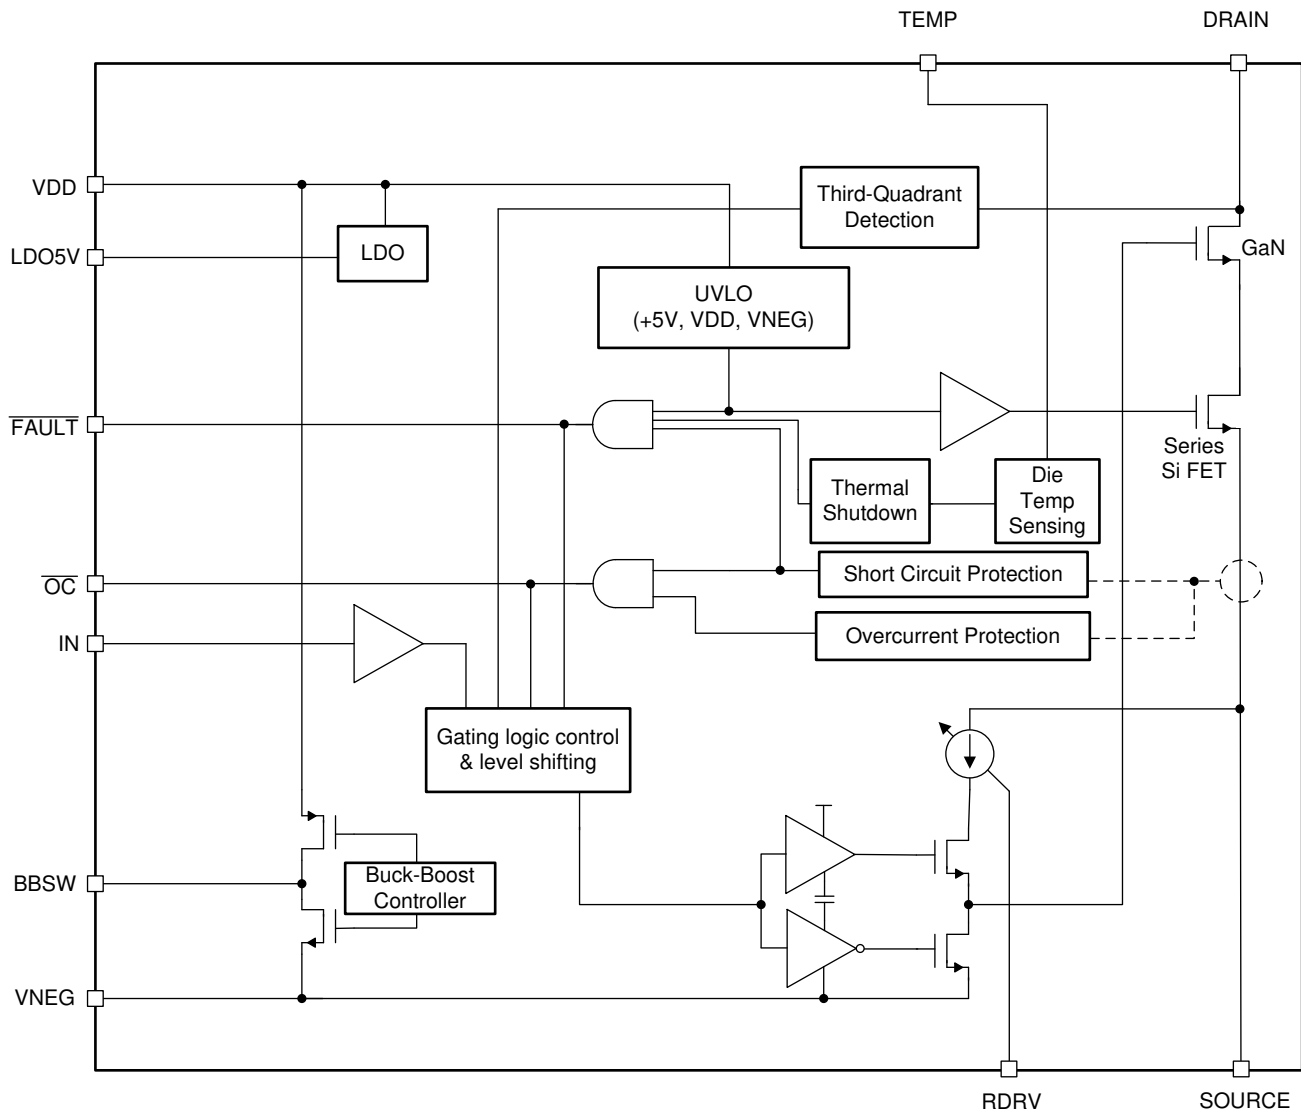 TEMP
DRAIN
VDD
Third-Quadrant
Detection
LDO5V
LDO
GaN
UVLO
(+5V, VDD, VNEG)
FAULT
Series
Si FET
Thermal
Shutdown
Die
Temp
Sensing
OC
Short Circuit Protection
IN
Overcurrent Protection
Gating logic control
& level shifting
BBSW
Buck-Boost
Controller
VNEG
RDRV
SOURCE